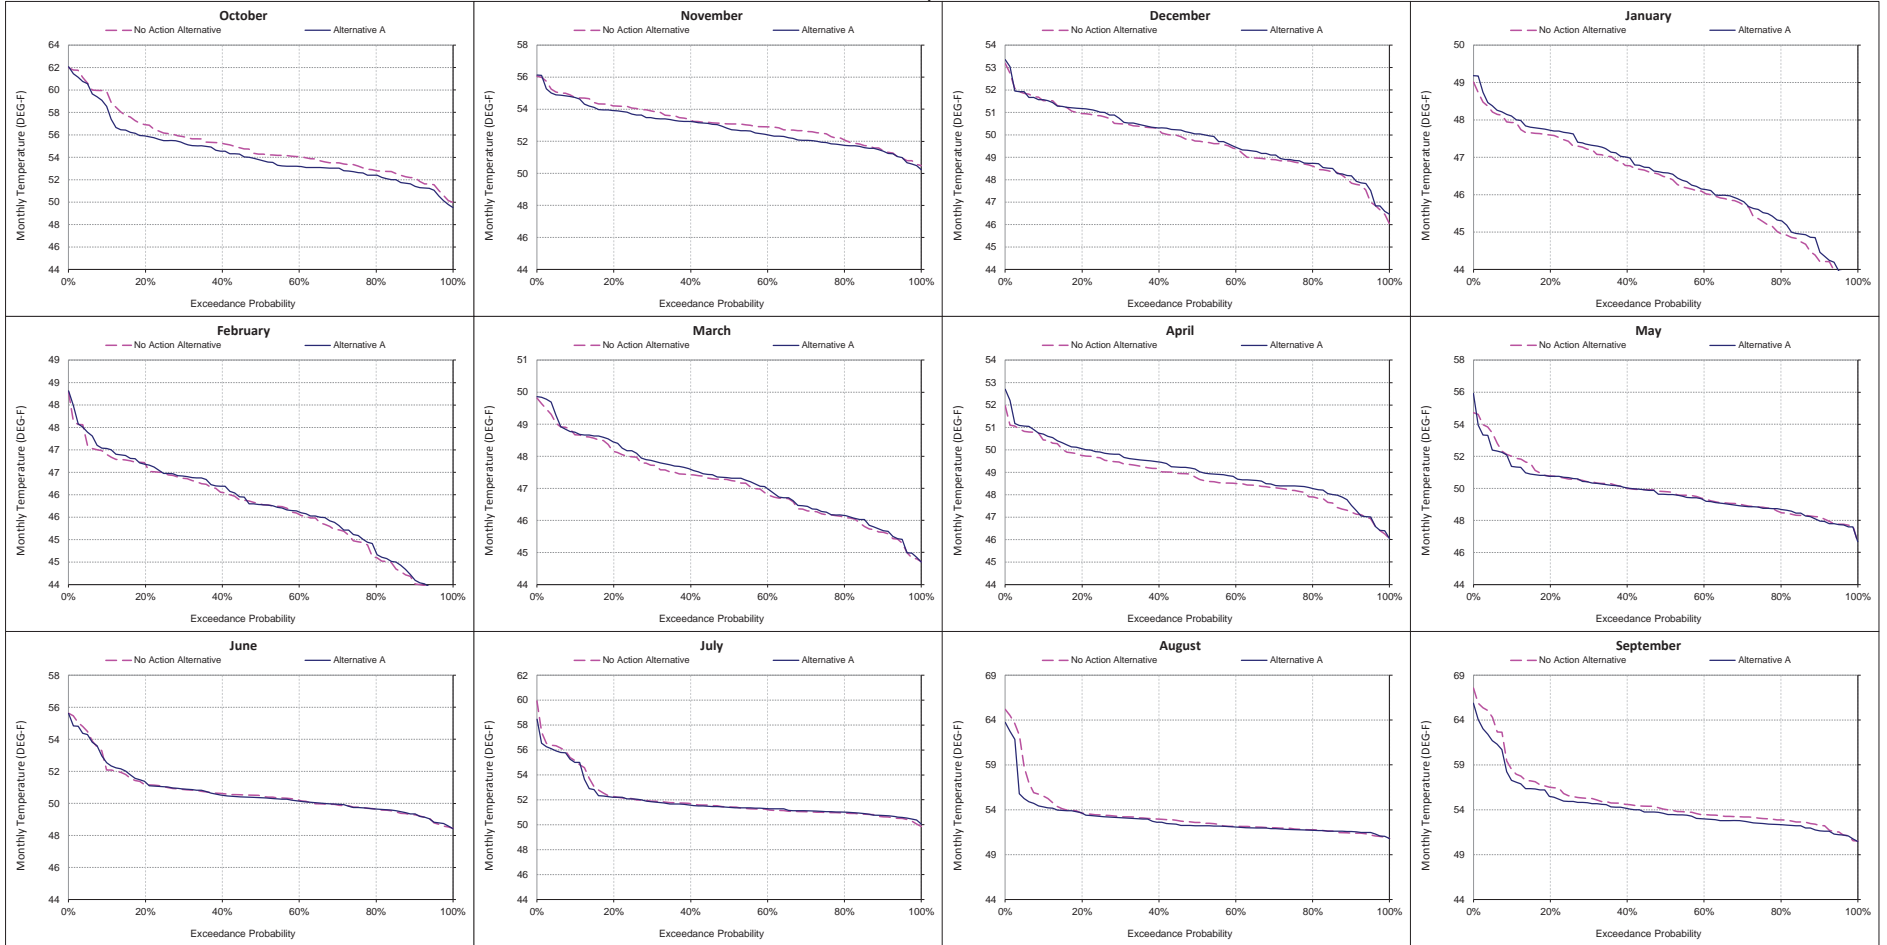 October
No Action Alternative Alternative A
Monthly Temperature (DEG-F)
64
62
60
58
56
54
52
50
48
46
44
0% 20% 40% 60% 80% 100%
Exceedance Probability
November
No Action Alternative Alternative A
Monthly Temperature (DEG-F)
58
56
54
52
50
48
46
44
0% 20% 40% 60% 80% 100%
Exceedance Probability
December
No Action Alternative Alternative A
Monthly Temperature (DEG-F)
54
53
52
51
50
49
48
47
46
45
44
0% 20% 40% 60% 80% 100%
Exceedance Probability
January
No Action Alternative Alternative A
Monthly Temperature (DEG-F)
50
49
48
47
46
45
44
0% 20% 40% 60% 80% 100%
Exceedance Probability
February
No Action Alternative Alternative A
Monthly Temperature (DEG-F)
49
48
48
47
47
46
46
45
45
44
0% 20% 40% 60% 80% 100%
Exceedance Probability
March
No Action Alternative Alternative A
Monthly Temperature (DEG-F)
51
50
49
48
47
46
45
44
0% 20% 40% 60% 80% 100%
Exceedance Probability
April
No Action Alternative Alternative A
Monthly Temperature (DEG-F)
54
53
52
51
50
49
48
47
46
45
44
0% 20% 40% 60% 80% 100%
Exceedance Probability
May
No Action Alternative Alternative A
Monthly Temperature (DEG-F)
58
56
54
52
50
48
46
44
0% 20% 40% 60% 80% 100%
Exceedance Probability
June
No Action Alternative Alternative A
Monthly Temperature (DEG-F)
58
56
54
52
50
48
46
44
0% 20% 40% 60% 80% 100%
Exceedance Probability
July
No Action Alternative Alternative A
Monthly Temperature (DEG-F)
62
60
58
56
54
52
50
48
46
44
0% 20% 40% 60% 80% 100%
Exceedance Probability
August
No Action Alternative Alternative A
Monthly Temperature (DEG-F)
69
64
59
54
49
44
0% 20% 40% 60% 80% 100%
Exceedance Probability
September
No Action Alternative Alternative A
Monthly Temperature (DEG-F)
69
64
59
54
49
44
0% 20% 40% 60% 80% 100%
Exceedance Probability